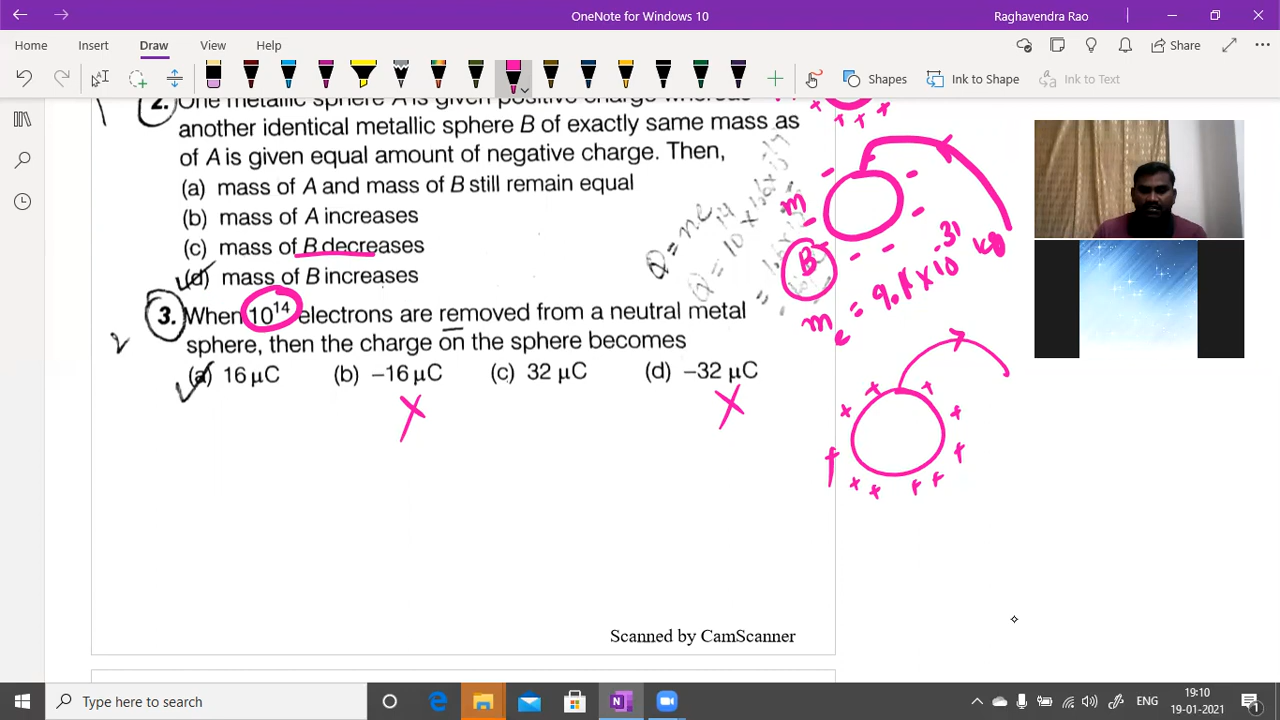 OneNote for Windows 10
Raghavendra Rao
Home Insert Draw View Help
Share
Shapes
Ink to Shape
Ink to Text
2. One metallic sphere A is given positive charge whereas
another identical metallic sphere B of exactly same mass as
of A is given equal amount of negative charge. Then,
(a) mass of A and mass of B still remain equal
(b) mass of A increases
(c) mass of B decreases
(d) mass of B increases
3. When 10¹⁴ electrons are removed from a neutral metal
sphere, then the charge on the sphere becomes
(a) 16 μC (b) −16 μC (c) 32 μC (d) −32 μC
Q = ne
m
B
mₑ = 9.1 × 10⁻³¹ kg
Scanned by CamScanner
Type here to search
ENG
19:10
19-01-2021